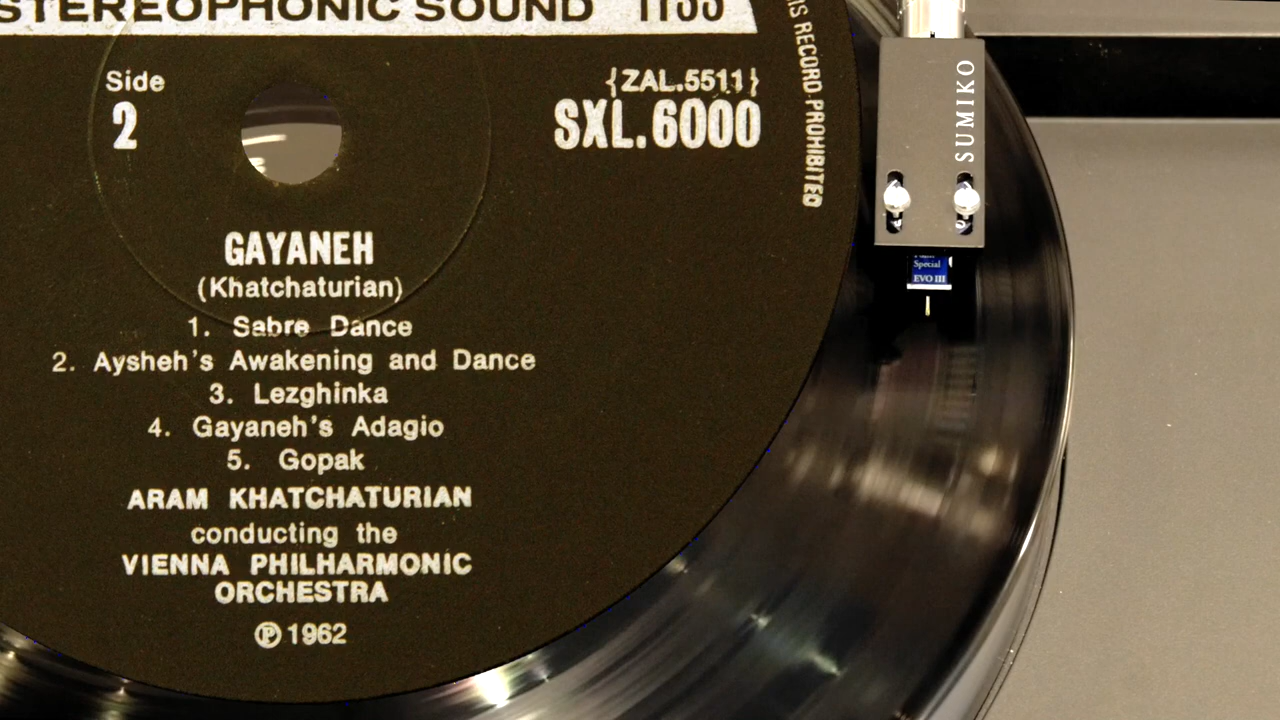 STEREOPHONIC SOUND
Side
2
{ZAL.5511}
SXL.6000
IS RECORD PROHIBITED
GAYANEH
(Khatchaturian)
1. Sabre Dance
2. Aysheh's Awakening and Dance
3. Lezghinka
4. Gayaneh's Adagio
5. Gopak
ARAM KHATCHATURIAN
conducting the
VIENNA PHILHARMONIC
ORCHESTRA
Ⓟ 1962
SUMIKO
Special
EVO III